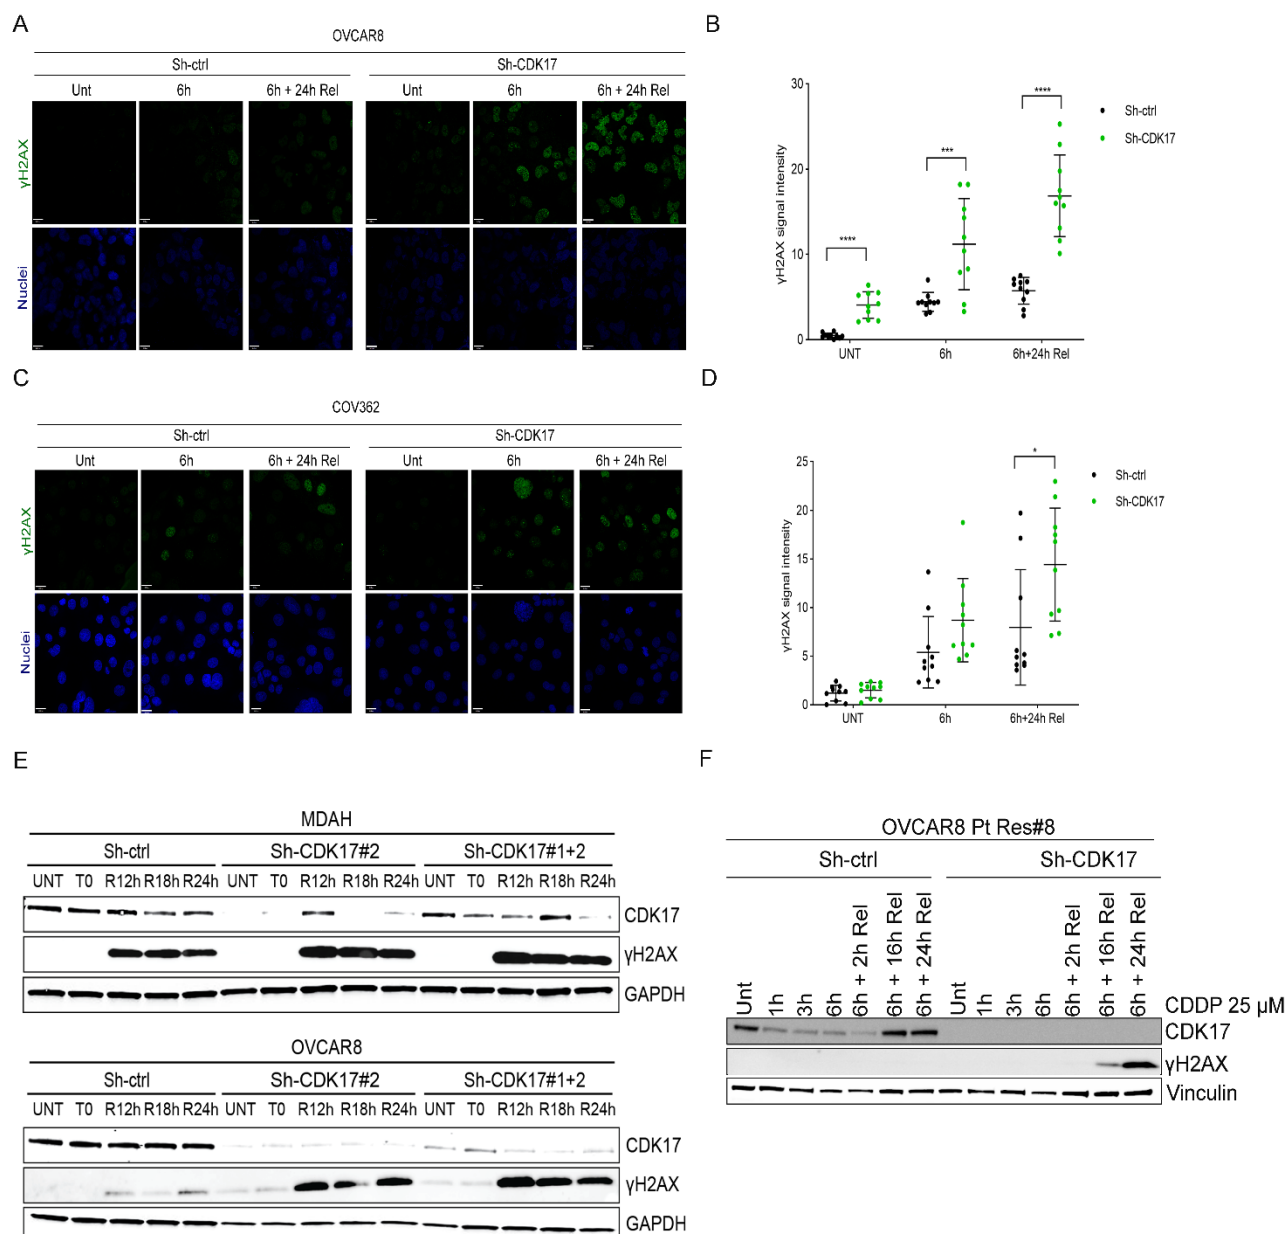 A
OVCAR8
Sh-ctrl Sh-CDK17
Unt 6h 6h + 24h Rel Unt 6h 6h + 24h Rel
γH2AX
Nuclei
B
30
20
10
0
γH2AX signal intensity
**** *** ****
UNT 6h 6h+24h Rel
Sh-ctrl
Sh-CDK17
C
COV362
Sh-ctrl Sh-CDK17
Unt 6h 6h + 24h Rel Unt 6h 6h + 24h Rel
γH2AX
Nuclei
D
25
20
15
10
5
0
γH2AX signal intensity
*
UNT 6h 6h+24h Rel
Sh-ctrl
Sh-CDK17
E
MDAH
Sh-ctrl Sh-CDK17#2 Sh-CDK17#1+2
UNT T0 R12h R18h R24h UNT T0 R12h R18h R24h UNT T0 R12h R18h R24h
CDK17
γH2AX
GAPDH
OVCAR8
Sh-ctrl Sh-CDK17#2 Sh-CDK17#1+2
UNT T0 R12h R18h R24h UNT T0 R12h R18h R24h UNT T0 R12h R18h R24h
CDK17
γH2AX
GAPDH
F
OVCAR8 Pt Res#8
Sh-ctrl Sh-CDK17
Unt 1h 3h 6h 6h + 2h Rel 6h + 16h Rel 6h + 24h Rel Unt 1h 3h 6h 6h + 2h Rel 6h + 16h Rel 6h + 24h Rel CDDP 25 μM
CDK17
γH2AX
Vinculin